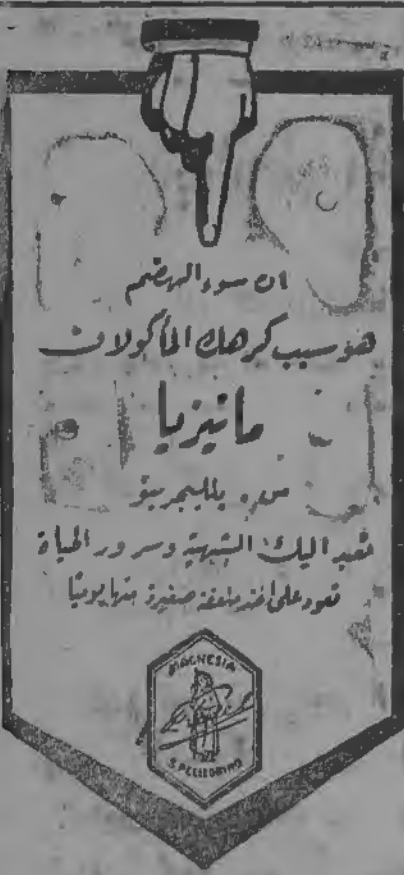 ان سوء الهضم
هو سبب كرهك المأكولات
مانيزيا
س. بلليجرينو
تعيد اليك الشهية وسرور الحياة
تعود على اخذ ملعقة صغيرة منها يوميا
MAGNESIA
S.PELLEGRINO